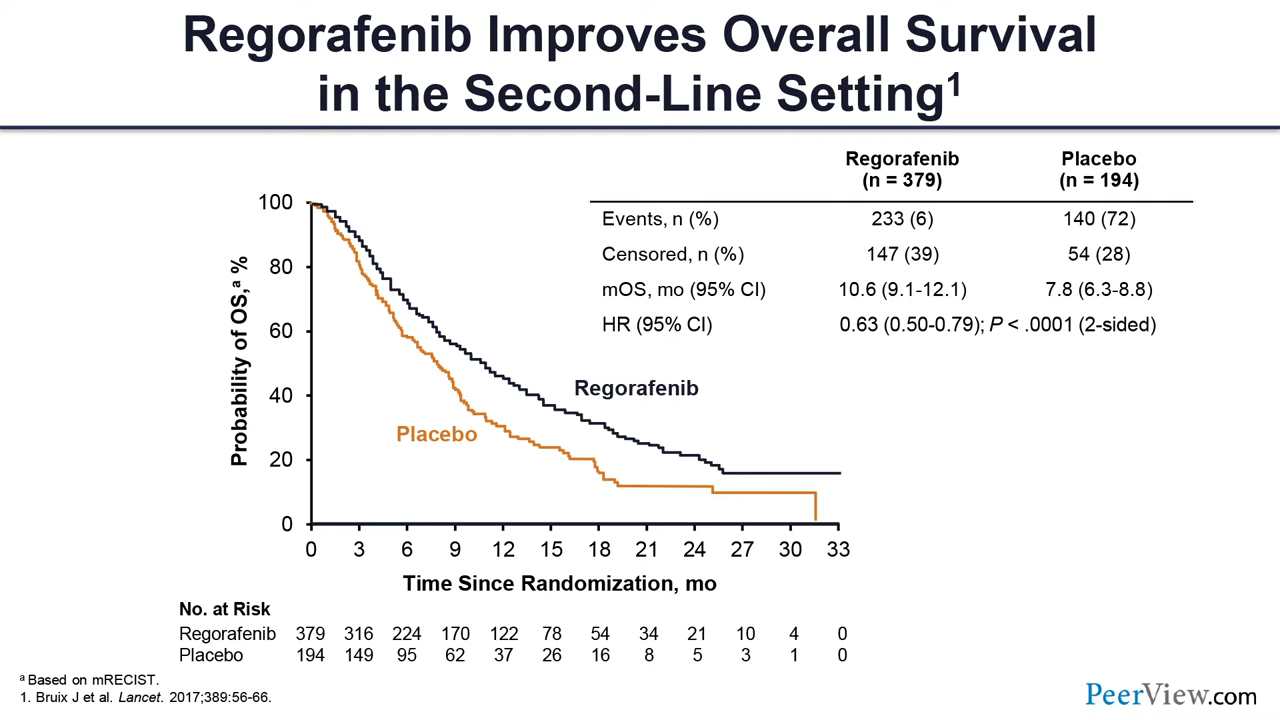 Regorafenib Improves Overall Survival
in the Second-Line Setting1
Regorafenib Placebo
(n = 379) (n = 194)
Events, n (%) 233 (6) 140 (72)
Censored, n (%) 147 (39) 54 (28)
mOS, mo (95% CI) 10.6 (9.1-12.1) 7.8 (6.3-8.8)
HR (95% CI) 0.63 (0.50-0.79); P < .0001 (2-sided)
Probability of OS,a %
100
80
60
40
20
0
Regorafenib
Placebo
0 3 6 9 12 15 18 21 24 27 30 33
Time Since Randomization, mo
No. at Risk
Regorafenib 379 316 224 170 122 78 54 34 21 10 4 0
Placebo 194 149 95 62 37 26 16 8 5 3 1 0
a Based on mRECIST.
1. Bruix J et al. Lancet. 2017;389:56-66.
PeerView.com